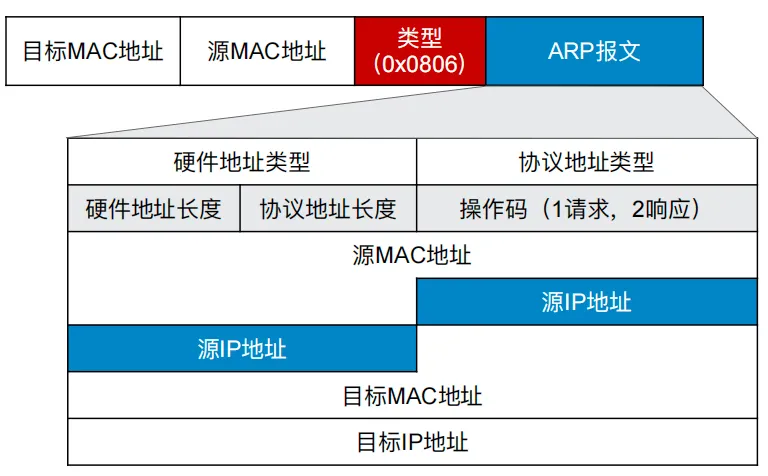 目标MAC地址
源MAC地址
类型
(0x0806)
ARP报文
硬件地址类型
协议地址类型
硬件地址长度
协议地址长度
操作码（1请求，2响应）
源MAC地址
源IP地址
源IP地址
目标MAC地址
目标IP地址